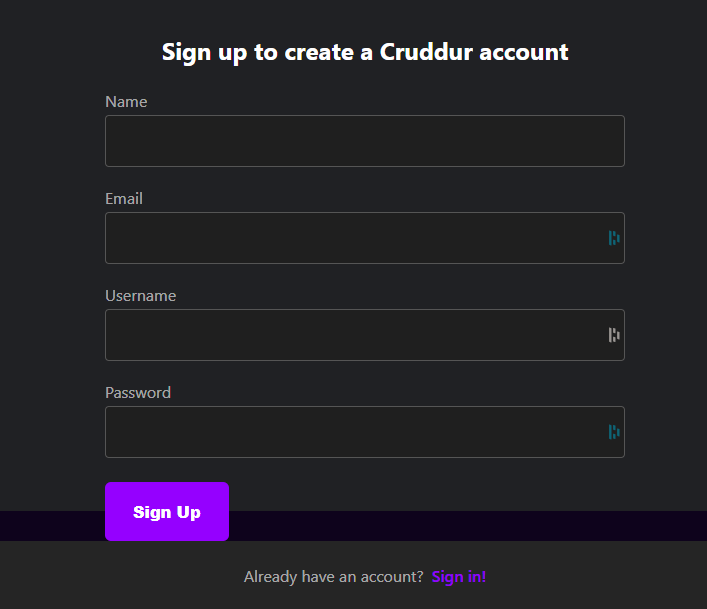 Sign up to create a Cruddur account
Name
Email
Username
Password
Sign Up
Already have an account? Sign in!